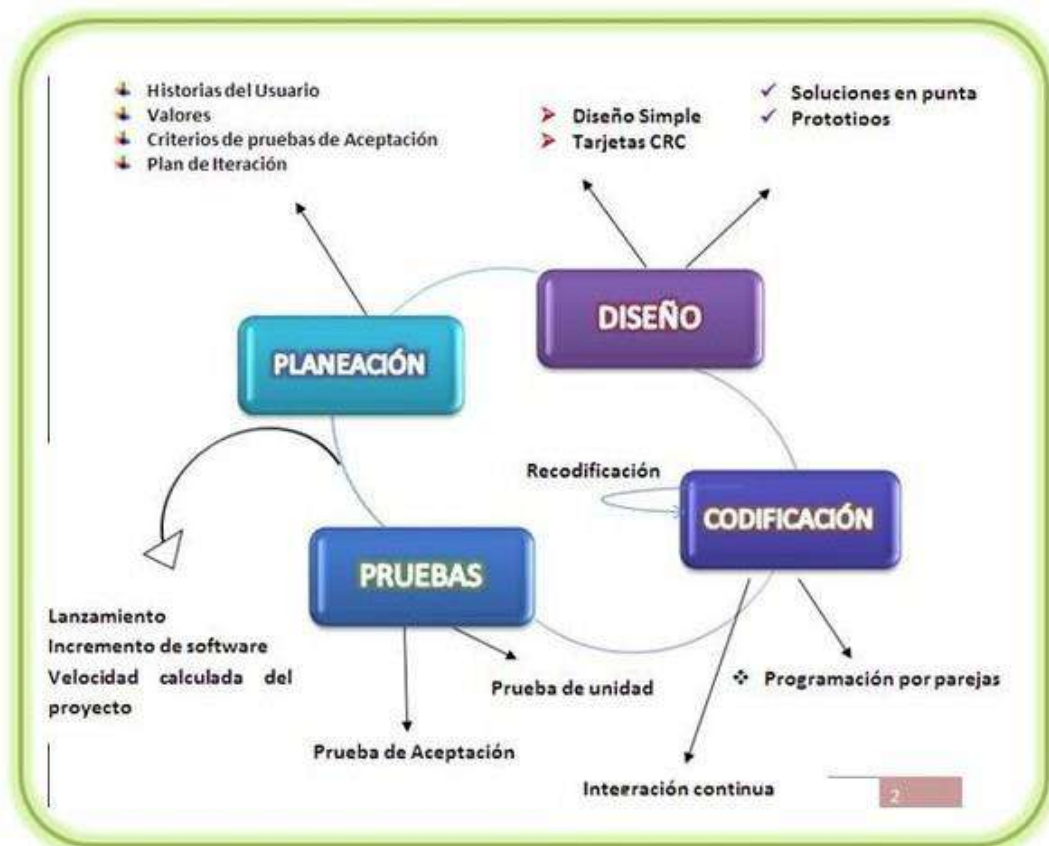 Historias del Usuario
Valores
Criterios de pruebas de Aceptación
Plan de Iteración
Diseño Simple
Tarjetas CRC
Soluciones en punta
Prototipos
DISEÑO
PLANEACIÓN
Recodificación
CODIFICACIÓN
PRUEBAS
Lanzamiento
Incremento de software
Velocidad calculada del
proyecto
Prueba de unidad
Programación por parejas
Prueba de Aceptación
Integración continua
2